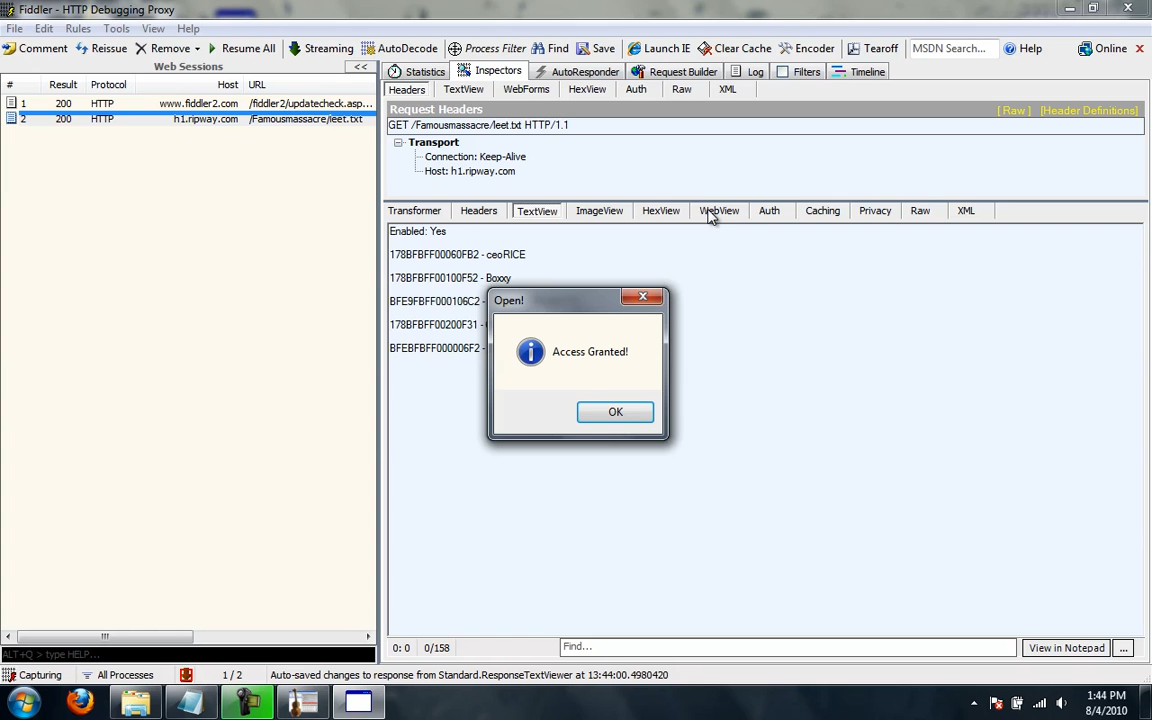 Fiddler - HTTP Debugging Proxy
File Edit Rules Tools View Help
Comment Reissue Remove Resume All Streaming AutoDecode Process Filter Find Save Launch IE Clear Cache Encoder Tearoff MSDN Search... Help Online
Web Sessions <<
Statistics Inspectors AutoResponder Request Builder Log Filters Timeline
# Result Protocol Host URL
1 200 HTTP www.fiddler2.com /fiddler2/updatecheck.asp...
2 200 HTTP h1.ripway.com /Famousmassacre/leet.txt
Headers TextView WebForms HexView Auth Raw XML
Request Headers [ Raw ] [Header Definitions]
GET /Famousmassacre/leet.txt HTTP/1.1
Transport
Connection: Keep-Alive
Host: h1.ripway.com
Transformer Headers TextView ImageView HexView WebView Auth Caching Privacy Raw XML
Enabled: Yes
178BFBFF00060FB2 - ceoRICE
178BFBFF00100F52 - Boxxy
BFE9FBFF000106C2 -
178BFBFF00200F31 -
BFEBFBFF000006F2 -
Open!
Access Granted!
OK
0: 0 0/158 Find... View in Notepad ...
ALT+Q > type HELP...
Capturing All Processes 1 / 2 Auto-saved changes to response from Standard.ResponseTextViewer at 13:44:00.4980420
1:44 PM
8/4/2010